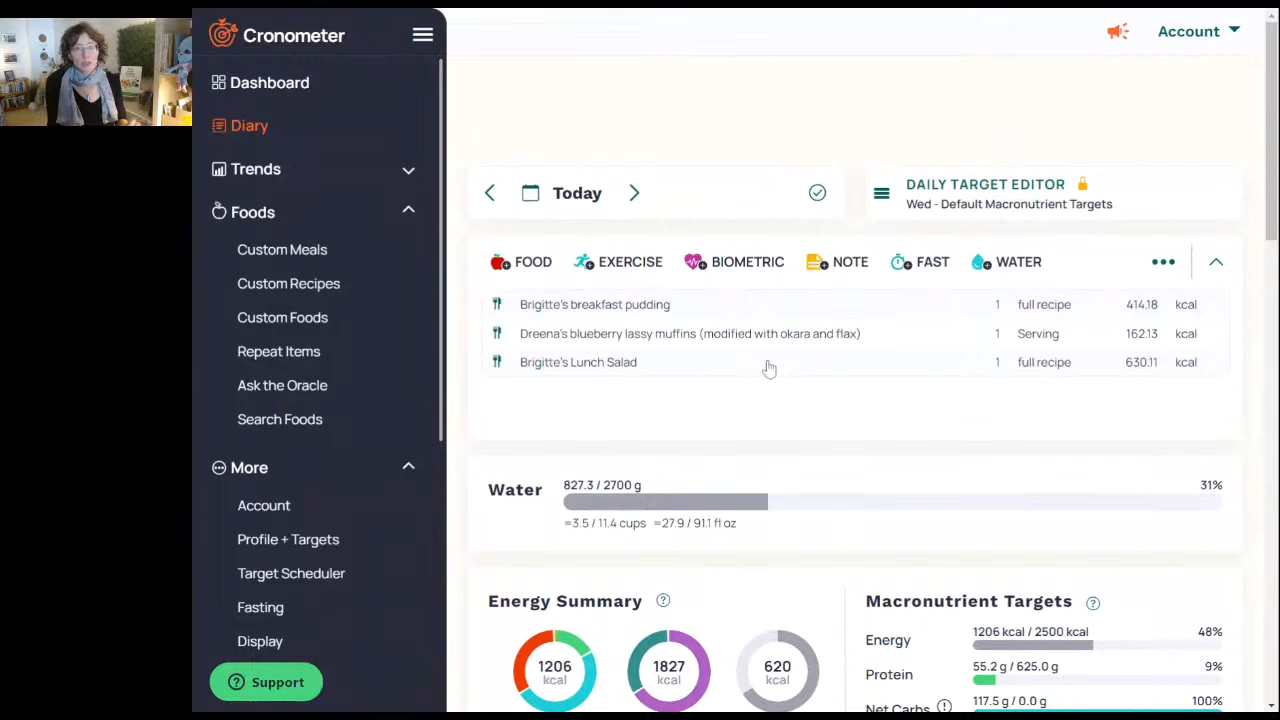 Cronometer
Account
Dashboard
Diary
Trends
Foods
Custom Meals
Custom Recipes
Custom Foods
Repeat Items
Ask the Oracle
Search Foods
More
Account
Profile + Targets
Target Scheduler
Fasting
Display
Support
Today
DAILY TARGET EDITOR
Wed - Default Macronutrient Targets
FOOD EXERCISE BIOMETRIC NOTE FAST WATER
Brigitte's breakfast pudding 1 full recipe 414.18 kcal
Dreena's blueberry lassy muffins (modified with okara and flax) 1 Serving 162.13 kcal
Brigitte's Lunch Salad 1 full recipe 630.11 kcal
Water 827.3 / 2700 g 31%
=3.5 / 11.4 cups =27.9 / 91.1 fl oz
Energy Summary
1206 kcal
1827 kcal
620 kcal
Macronutrient Targets
Energy 1206 kcal / 2500 kcal 48%
Protein 55.2 g / 625.0 g 9%
Net Carbs 117.5 g / 0.0 g 100%